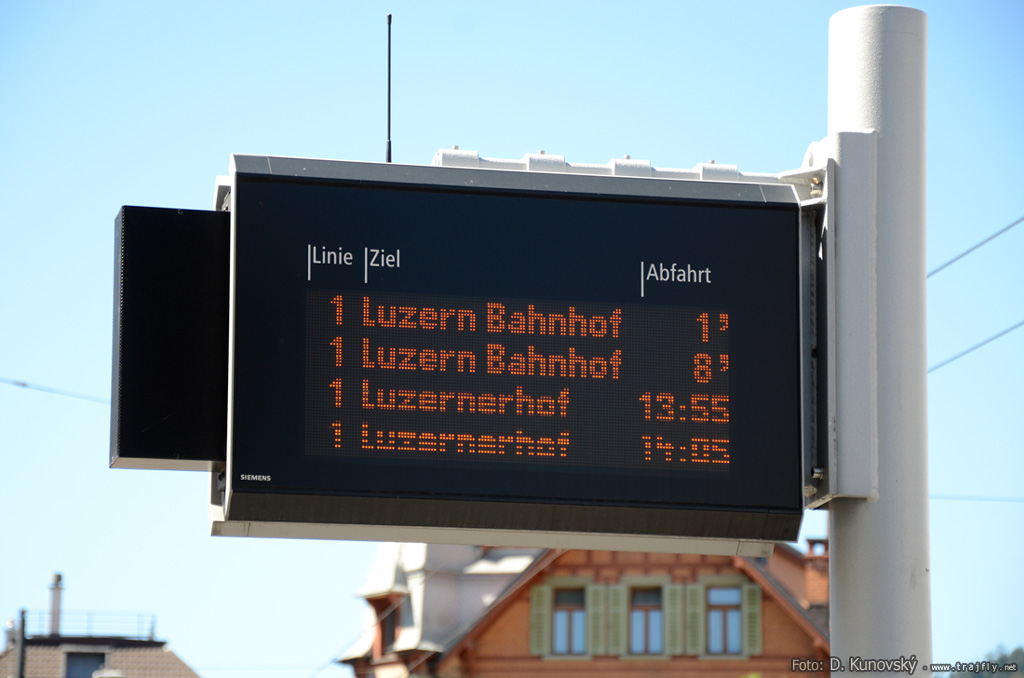 Linie Ziel Abfahrt
1 Luzern Bahnhof 1'
1 Luzern Bahnhof 8'
1 Luzernerhof 13:55
1 Luzernerhof 14:05
SIEMENS
Foto: D. Kunovský - www.trajfly.net